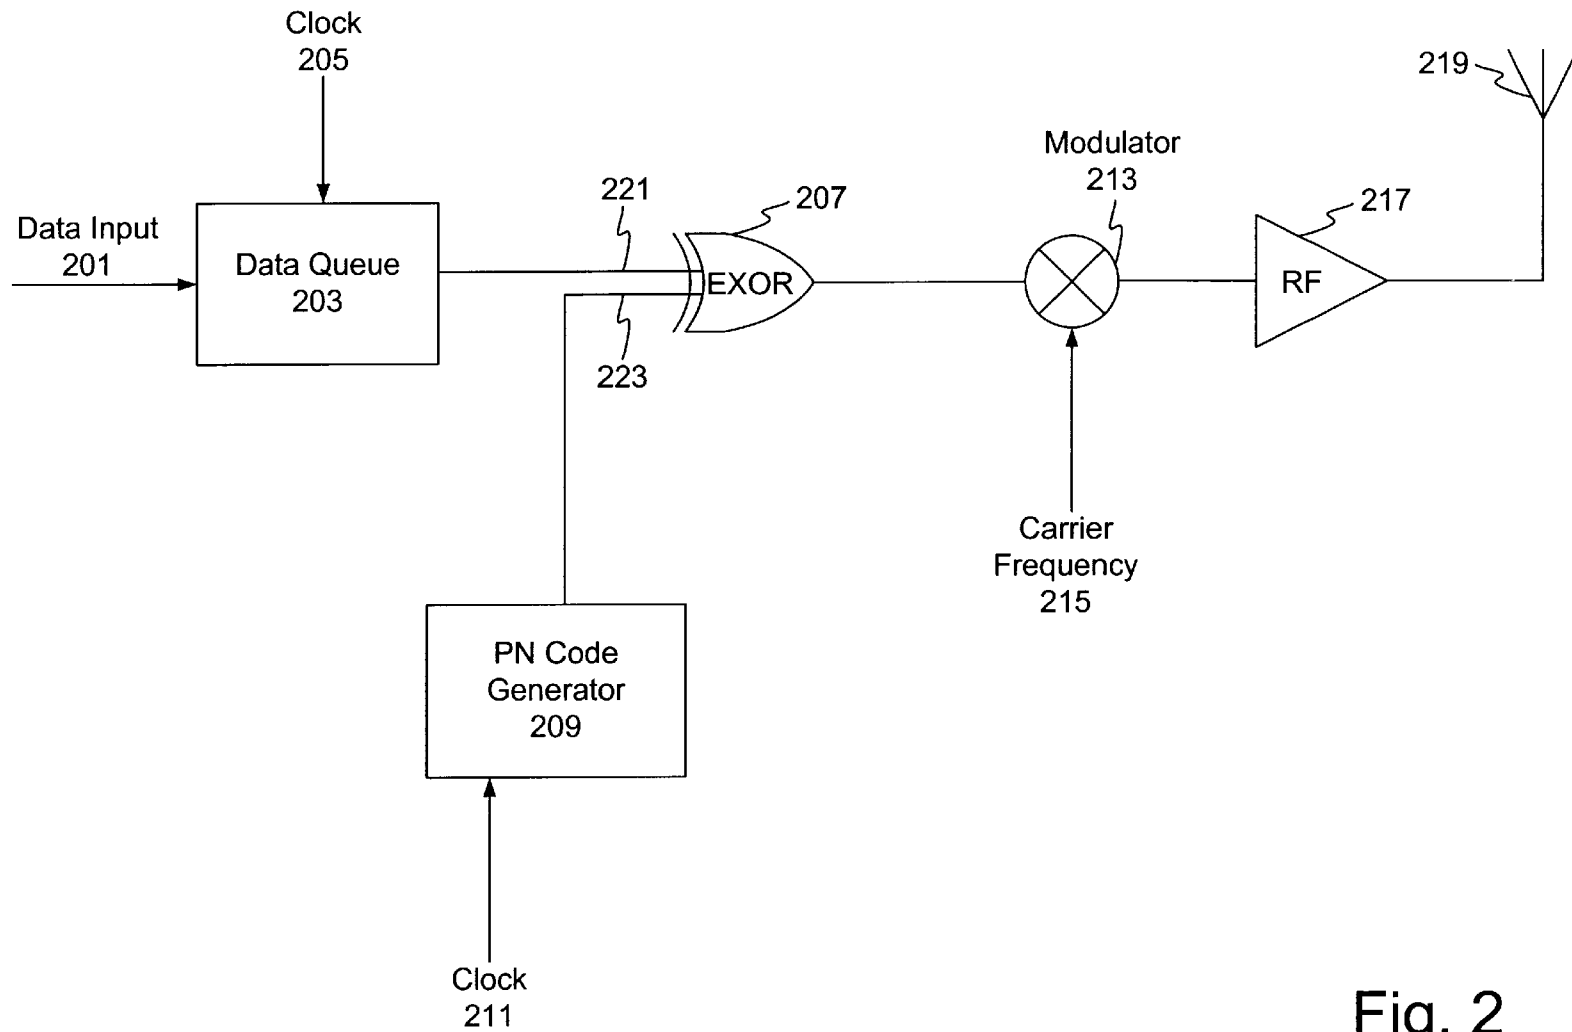 Clock
205
219
Modulator
213
221
207
217
Data Input
201
Data Queue
203
EXOR
RF
223
Carrier
Frequency
215
PN Code
Generator
209
Clock
211
Fig. 2